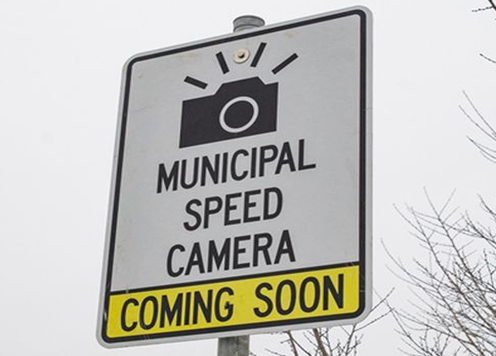 MUNICIPAL
SPEED
CAMERA
COMING SOON